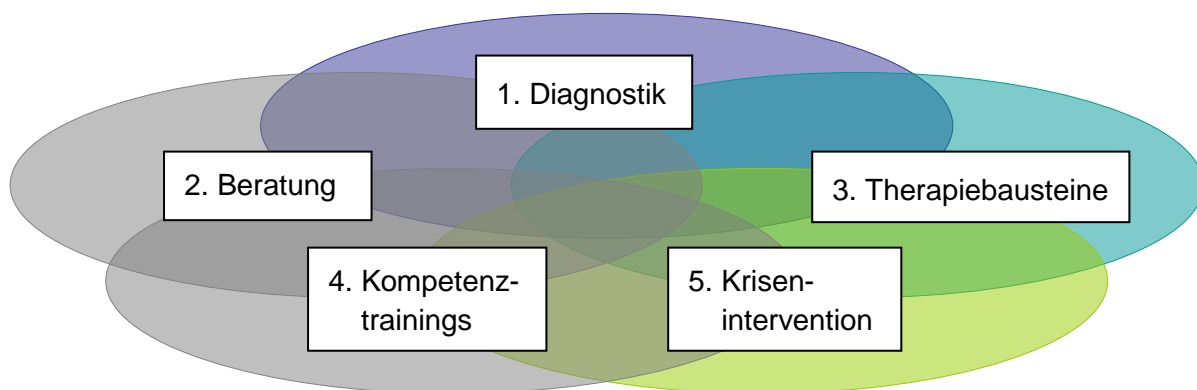 1. Diagnostik
2. Beratung
3. Therapiebausteine
4. Kompetenz-
trainings
5. Krisen-
intervention